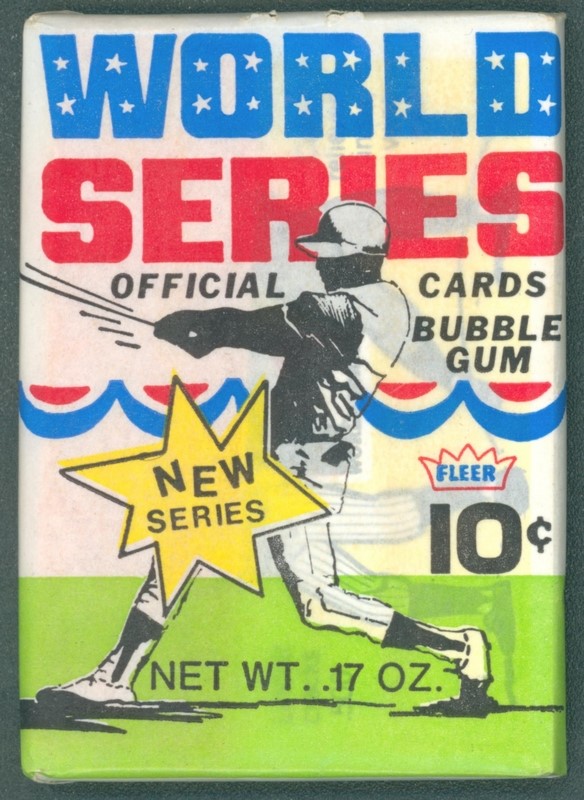 WORLD
SERIES
OFFICIAL CARDS
BUBBLE
GUM
NEW
SERIES
FLEER
10¢
NET WT. .17 OZ.